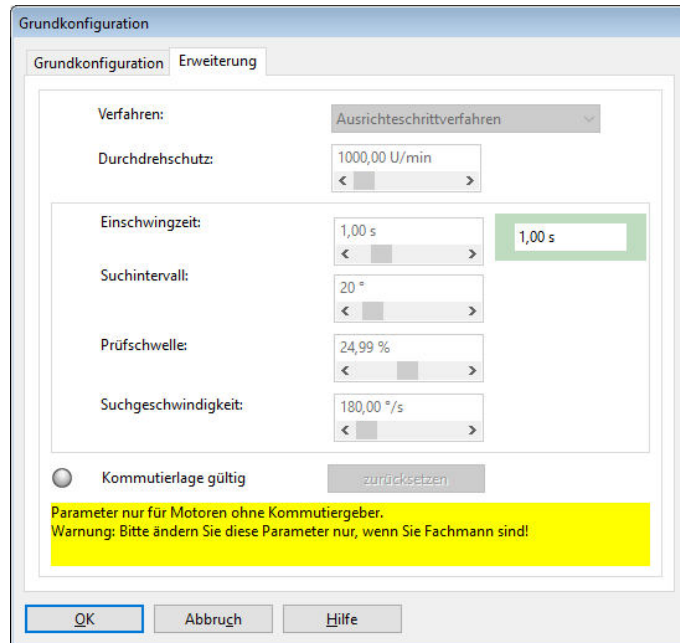 Grundkonfiguration
Grundkonfiguration Erweiterung
Verfahren: Ausrichteschrittverfahren
Durchdrehschutz: 1000,00 U/min
Einschwingzeit: 1,00 s 1,00 s
Suchintervall: 20 °
Prüfschwelle: 24,99 %
Suchgeschwindigkeit: 180,00 °/s
Kommutierlage gültig zurücksetzen
Parameter nur für Motoren ohne Kommutiergeber.
Warnung: Bitte ändern Sie diese Parameter nur, wenn Sie Fachmann sind!
OK Abbruch Hilfe